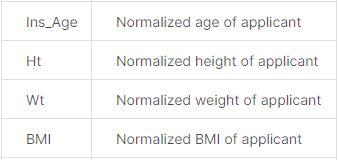 Ins_Age Normalized age of applicant
Ht Normalized height of applicant
Wt Normalized weight of applicant
BMI Normalized BMI of applicant